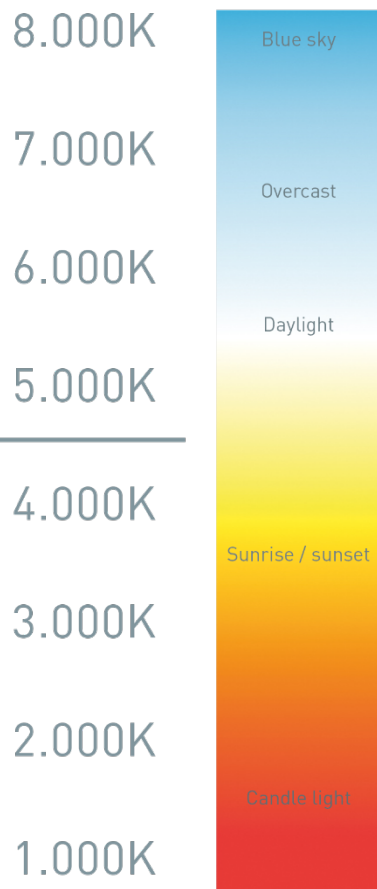 8.000K
Blue sky
7.000K
Overcast
6.000K
Daylight
5.000K
4.000K
Sunrise / sunset
3.000K
2.000K
Candle light
1.000K